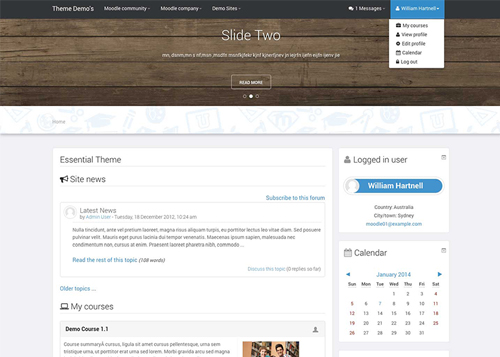 Theme Demo's Moodle community Moodle company Demo Sites 1 Messages William Hartnell
My courses
View profile
Edit profile
Calendar
Log out
Slide Two
READ MORE
Home
Essential Theme
Site news
Subscribe to this forum
Latest News
by Admin User - Tuesday, 18 December 2012, 10:24 am
Nulla tincidunt, ante vel pretium laoreet, magna risus aliquam turpis, eu porttitor lectus leo vitae diam. Sed posuere
pulvinar velit. Mauris eget purus lacinia dui tempor venenatis. Maecenas ipsum sapien, malesuada nec
condimentum non, cursus at enim. Praesent laoreet pharetra nibh, commodo ...
Read the rest of this topic (108 words)
Discuss this topic (0 replies so far)
Older topics ...
My courses
Demo Course 1.1
Course summaryÂ cursus, ligula sit amet cursus pellentesque, urna sem
tristique urna, ut porttitor erat urna sed lorem. Morbi gravida arcu sed magna
Logged in user
William Hartnell
Country: Australia
City/town: Sydney
moodle01@example.com
Calendar
January 2014
Sun Mon Tue Wed Thu Fri Sat
1 2 3 4
5 6 7 8 9 10 11
12 13 14 15 16 17 18
19 20 21 22 23 24 25
26 27 28 29 30 31